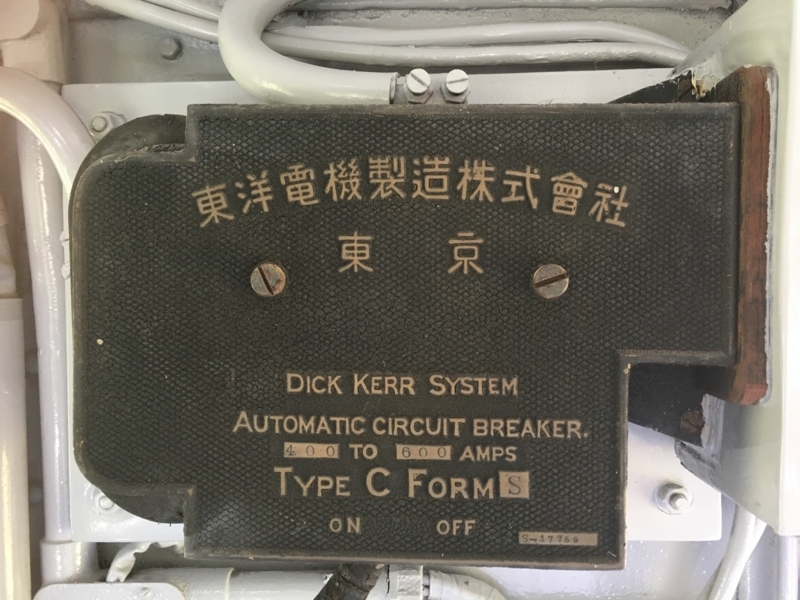 東洋電機製造株式會社
東京
DICK KERR SYSTEM
AUTOMATIC CIRCUIT BREAKER.
400 TO 600 AMPS
TYPE C FORM S
ON OFF
S-17769